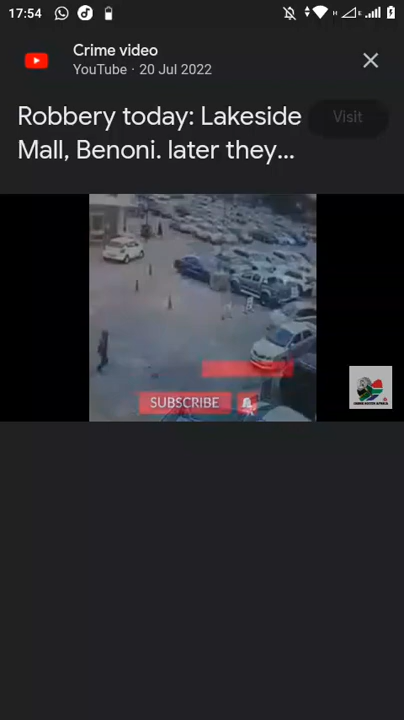 17:54
Crime video
YouTube · 20 Jul 2022
Robbery today: Lakeside
Visit
Mall, Benoni. later they...
SUBSCRIBE